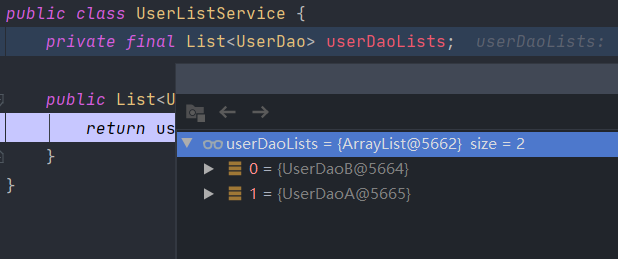 public class UserListService {
private final List<UserDao> userDaoLists; userDaoLists:
public List<U
return us
}
}
userDaoLists = {ArrayList@5662} size = 2
0 = {UserDaoB@5664}
1 = {UserDaoA@5665}